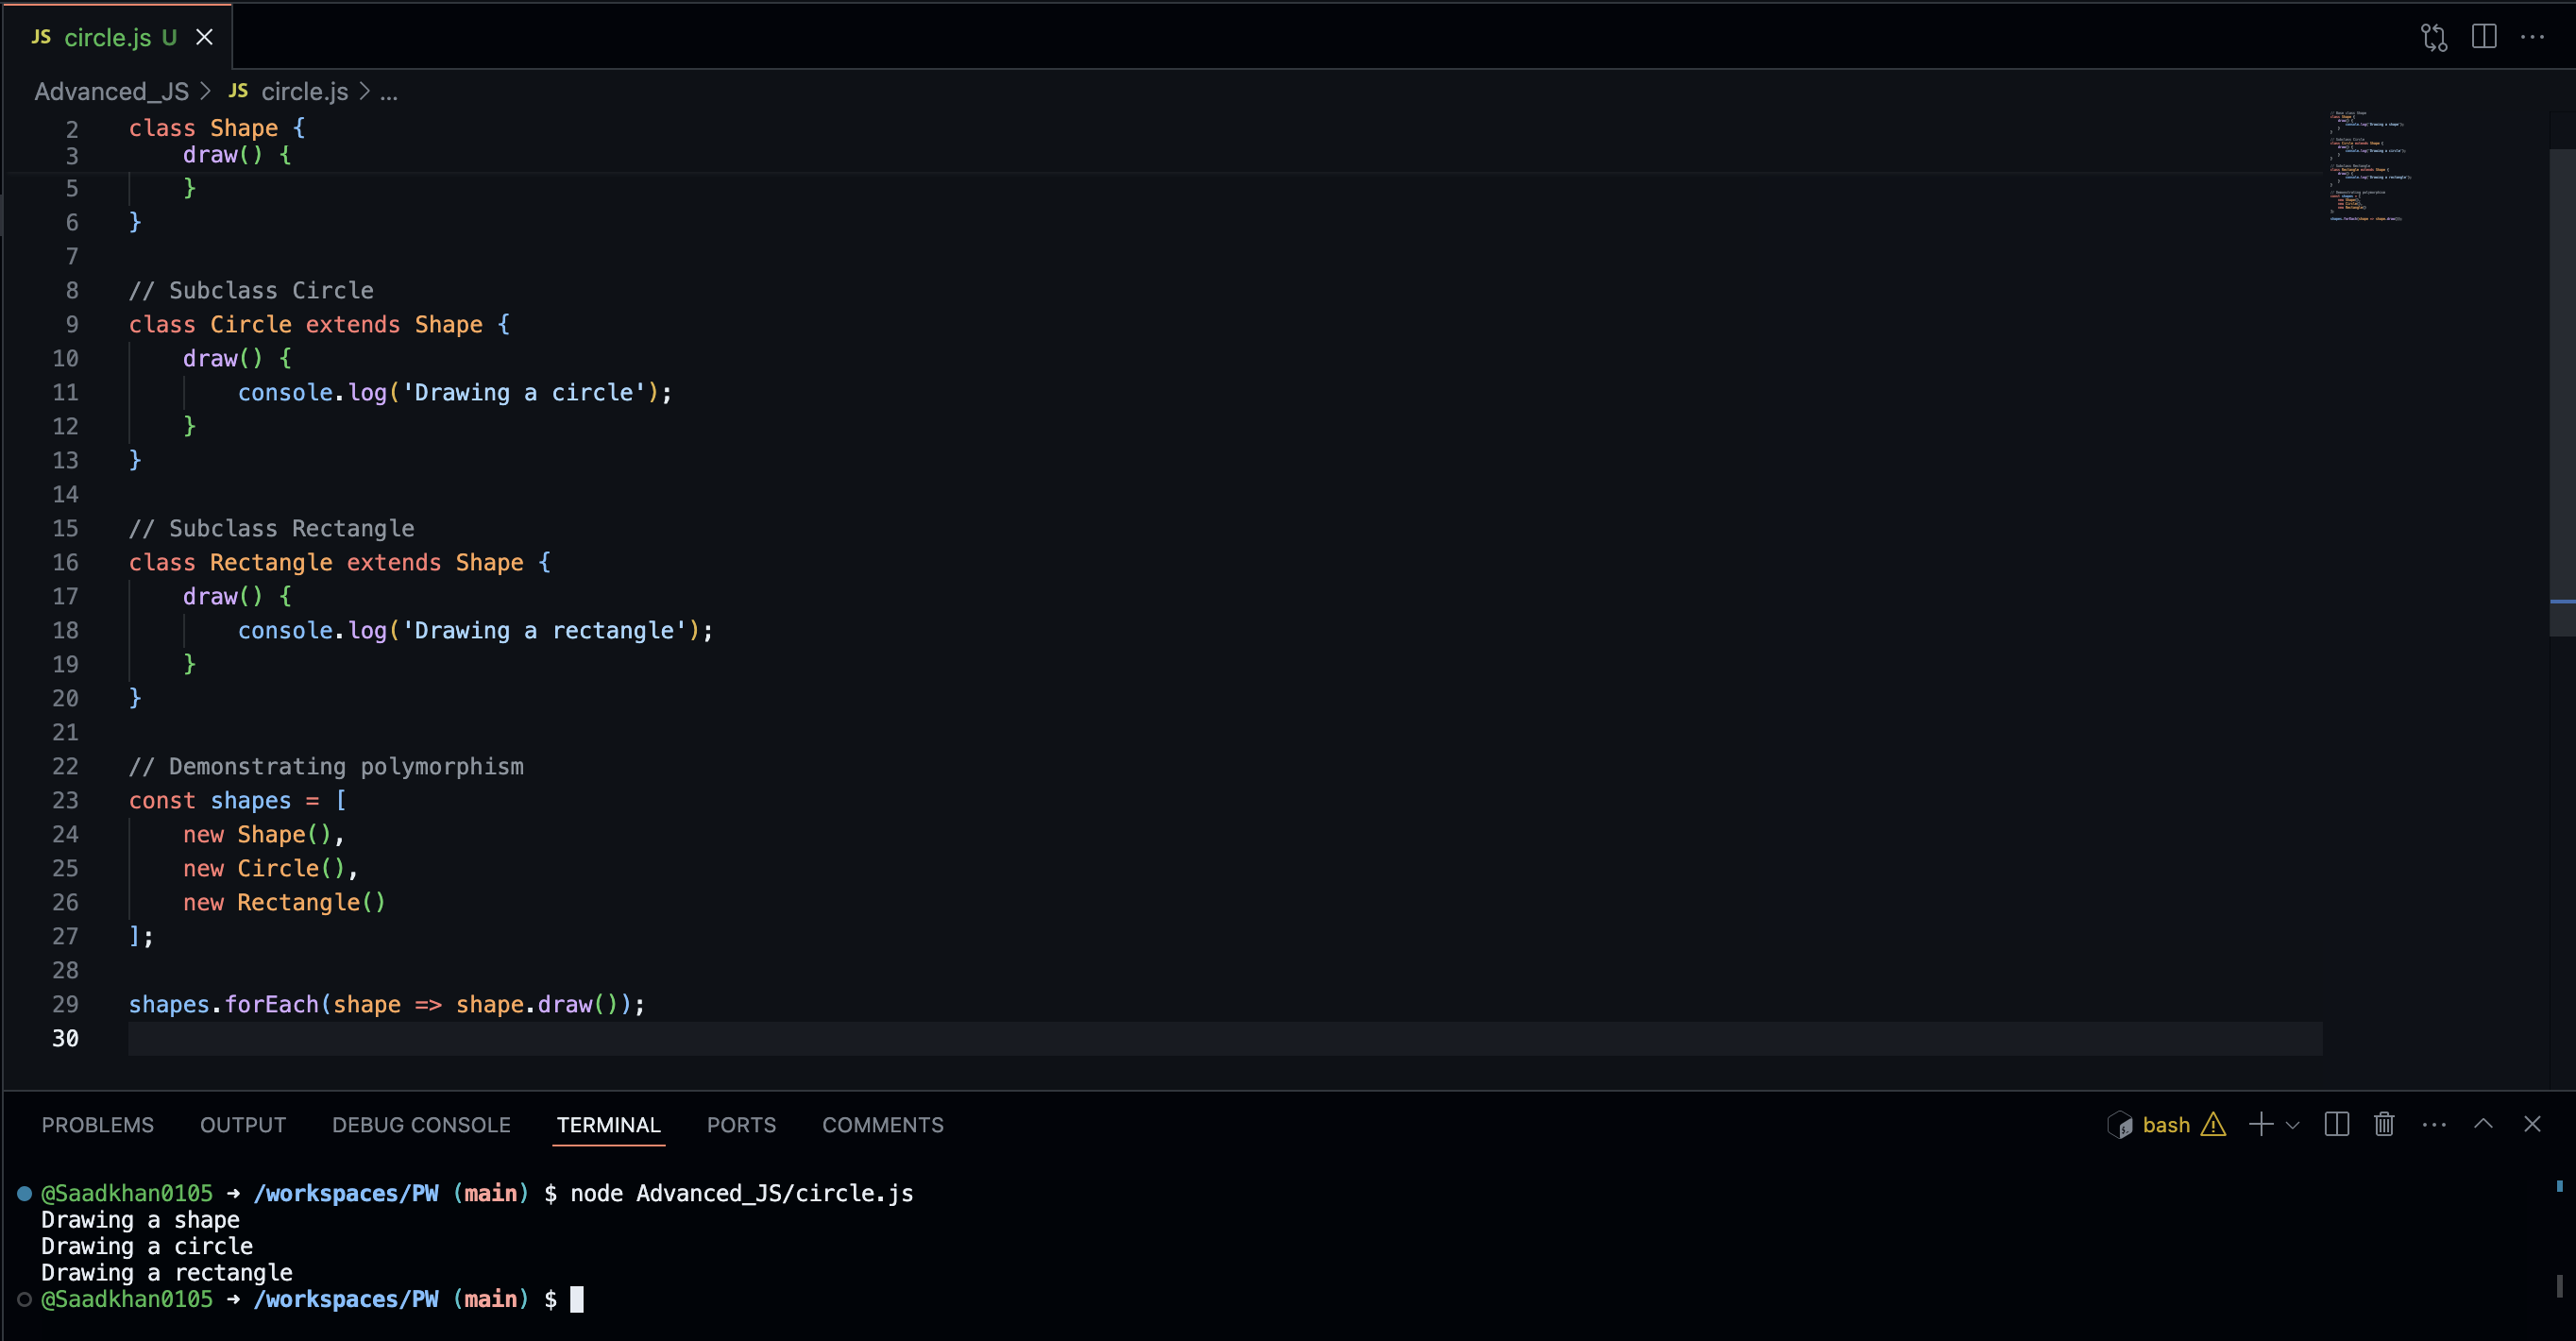 JS circle.js U
Advanced_JS > JS circle.js > ...
2 class Shape {
3     draw() {
5     }
6 }
7
8 // Subclass Circle
9 class Circle extends Shape {
10     draw() {
11         console.log('Drawing a circle');
12     }
13 }
14
15 // Subclass Rectangle
16 class Rectangle extends Shape {
17     draw() {
18         console.log('Drawing a rectangle');
19     }
20 }
21
22 // Demonstrating polymorphism
23 const shapes = [
24     new Shape(),
25     new Circle(),
26     new Rectangle()
27 ];
28
29 shapes.forEach(shape => shape.draw());
30
PROBLEMS OUTPUT DEBUG CONSOLE TERMINAL PORTS COMMENTS bash
@Saadkhan0105 ➜ /workspaces/PW (main) $ node Advanced_JS/circle.js
Drawing a shape
Drawing a circle
Drawing a rectangle
@Saadkhan0105 ➜ /workspaces/PW (main) $